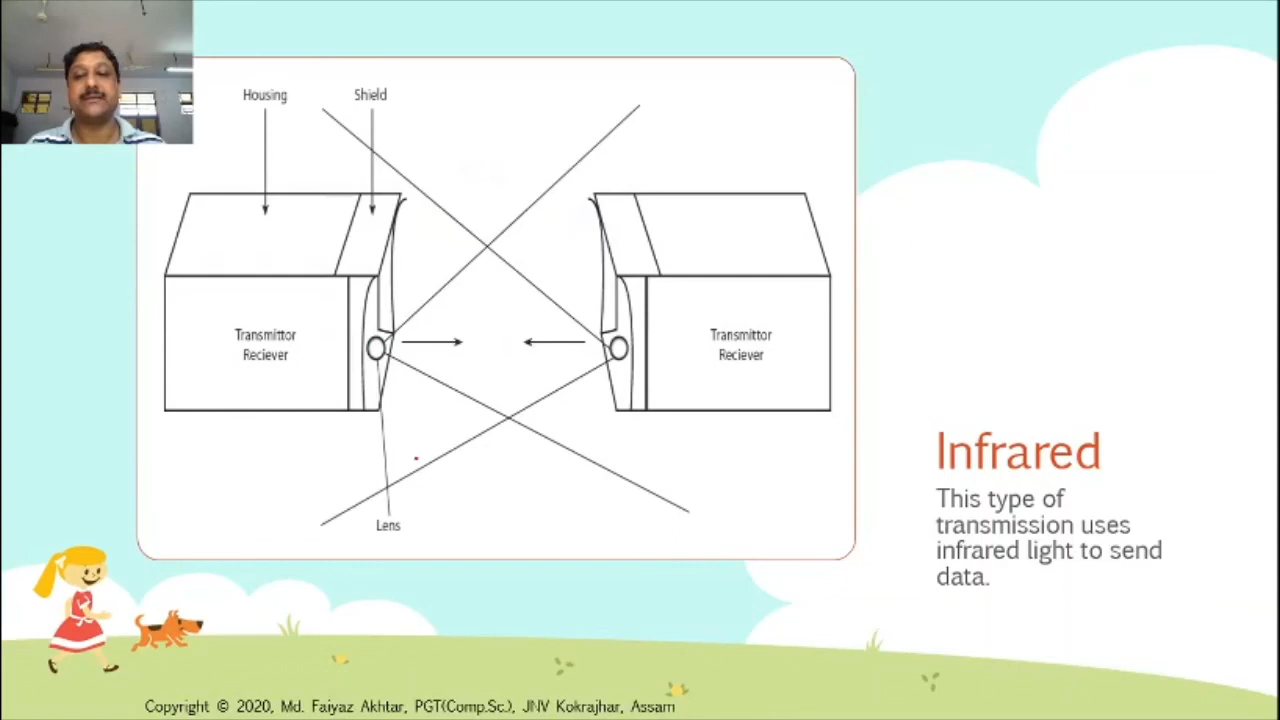 Housing
Shield
Transmittor
Reciever
Transmittor
Reciever
Lens
Infrared
This type of
transmission uses
infrared light to send
data.
Copyright © 2020, Md. Faiyaz Akhtar, PGT(Comp.Sc.), JNV Kokrajhar, Assam